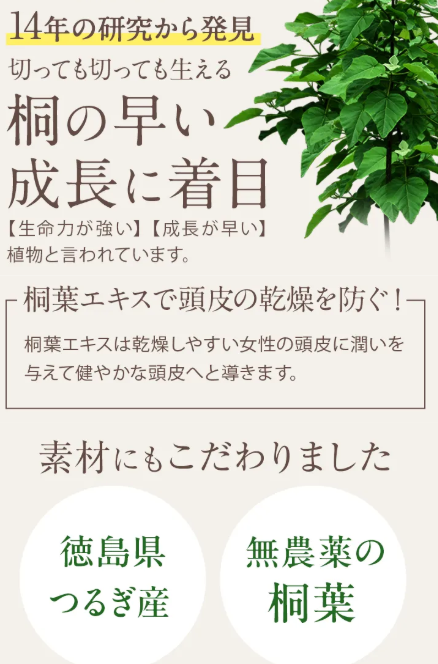 14年の研究から発見
切っても切っても生える
桐の早い
成長に着目
【生命力が強い】【成長が早い】
植物と言われています。
桐葉エキスで頭皮の乾燥を防ぐ！
桐葉エキスは乾燥しやすい女性の頭皮に潤いを
与えて健やかな頭皮へと導きます。
素材にもこだわりました
徳島県
つるぎ産
無農薬の
桐葉